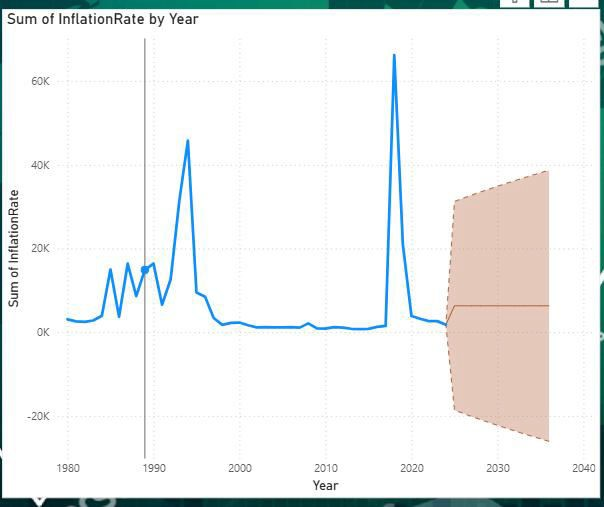 Sum of InflationRate by Year
60K
40K
20K
0K
-20K
Sum of InflationRate
1980 1990 2000 2010 2020 2030 2040
Year